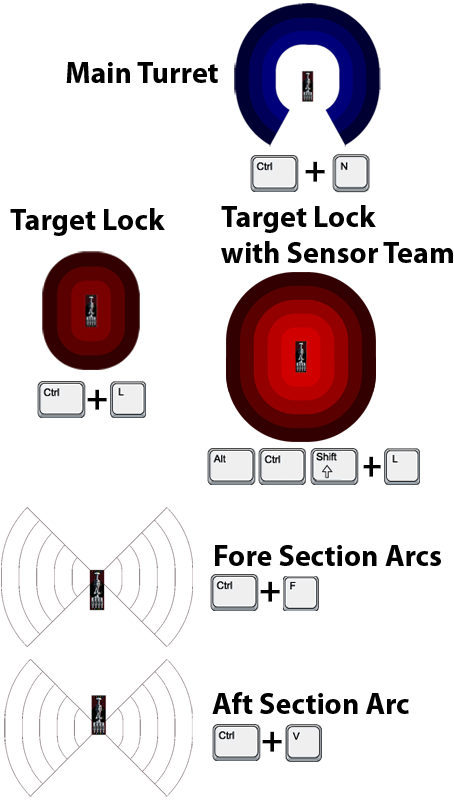 Main Turret
Ctrl + N
Target Lock
Ctrl + L
Target Lock
with Sensor Team
Alt Ctrl Shift + L
Fore Section Arcs
Ctrl + F
Aft Section Arc
Ctrl + V